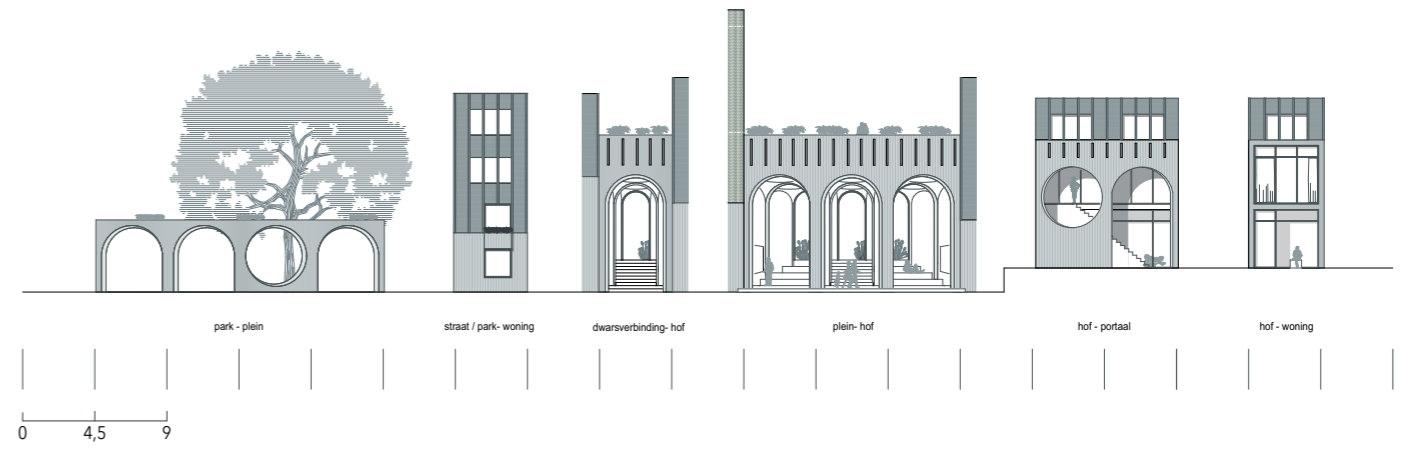 park - plein
straat / park- woning
dwarsverbinding- hof
plein- hof
hof - portaal
hof - woning
0 4,5 9